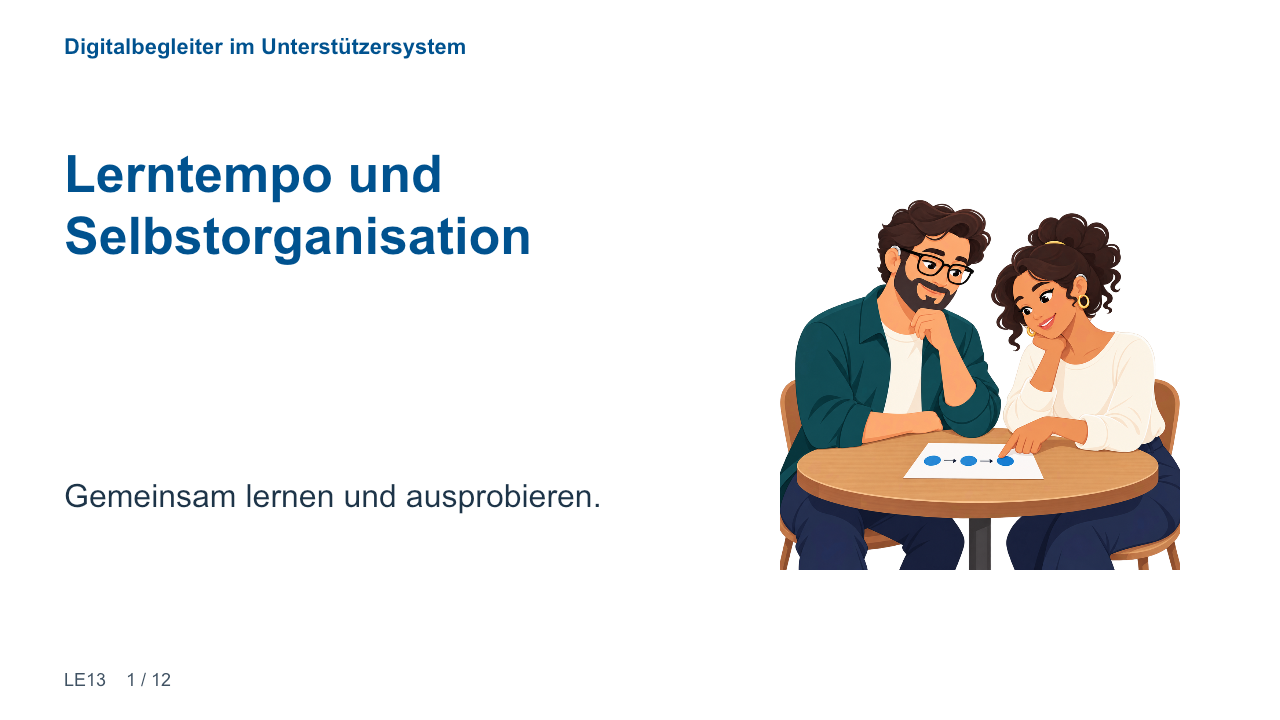 Digitalbegleiter im Unterstützersystem
Lerntempo und
Selbstorganisation
Gemeinsam lernen und ausprobieren.
LE13 1 / 12